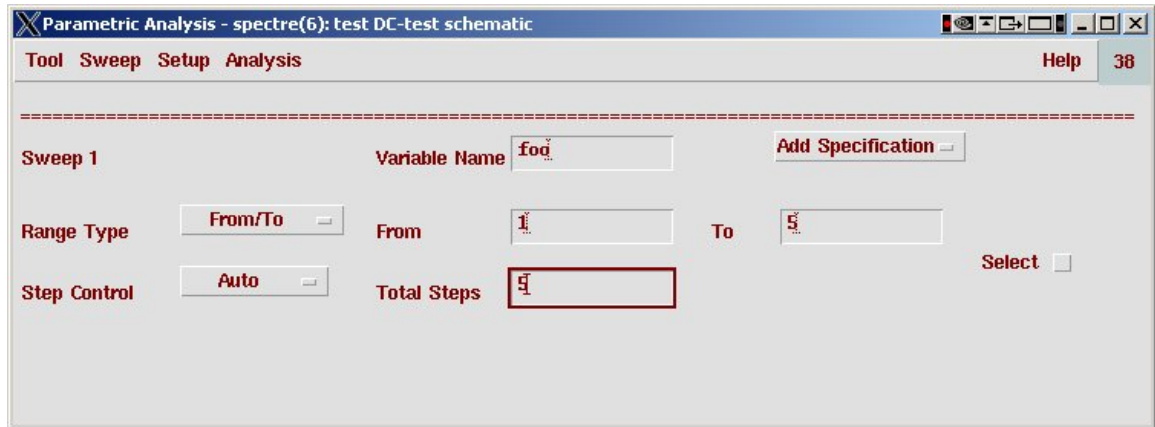 Parametric Analysis - spectre(6): test DC-test schematic
Tool Sweep Setup Analysis Help 38
Sweep 1 Variable Name foo Add Specification
Range Type From/To From 1 To 5
Select
Step Control Auto Total Steps 5